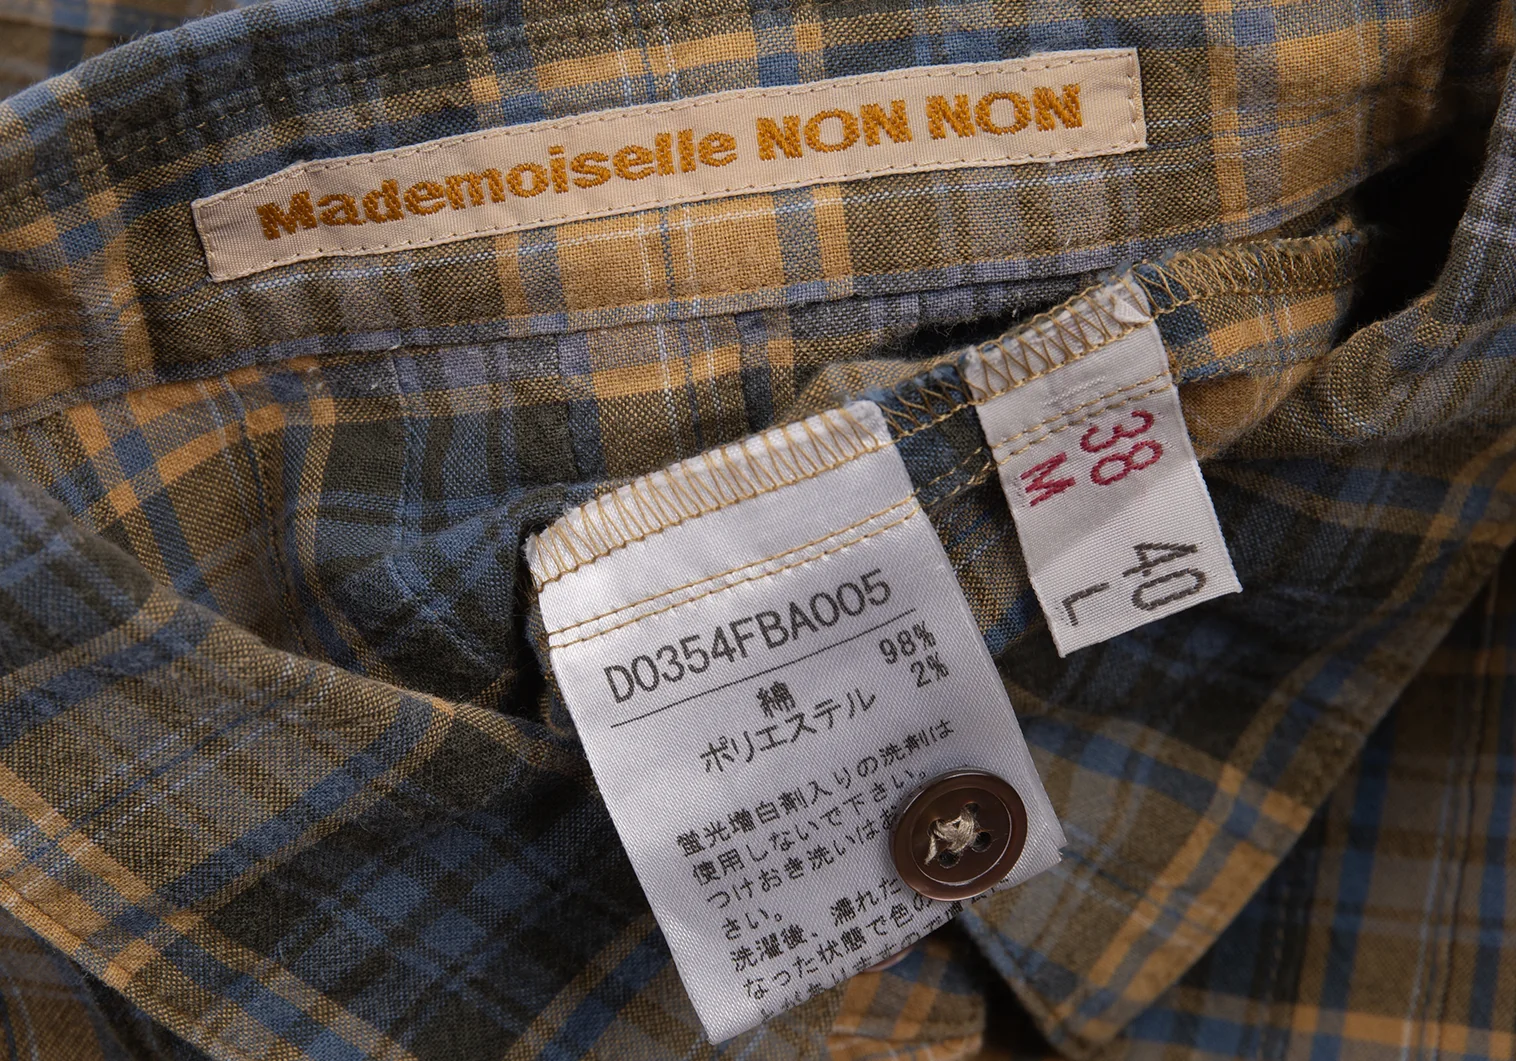 Mademoiselle NON NON
38
M
40
L
D0354FBA005
綿 98%
ポリエステル 2%
蛍光増白剤入りの洗剤は
使用しないで下さい。
つけおき洗いはお
さい。
洗濯後、濡れた
なった状態で色の